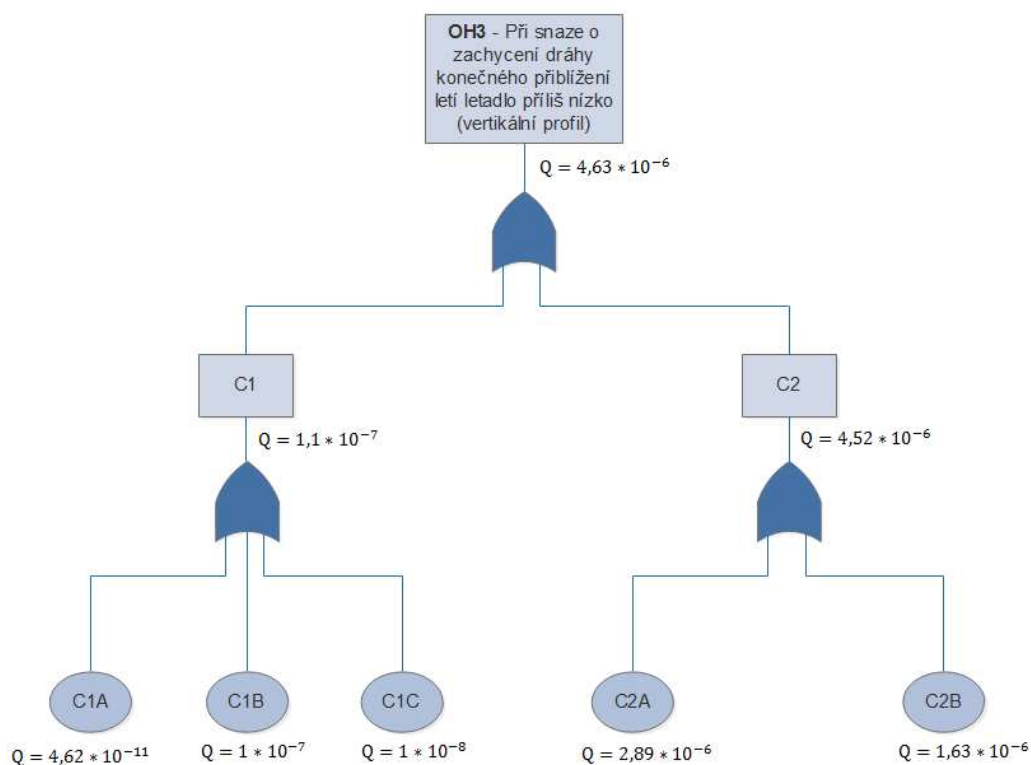 OH3 - Při snaze o
zachycení dráhy
konečného přiblížení
letí letadlo příliš nízko
(vertikální profil)
Q = 4,63 * 10⁻⁶
C1
C2
Q = 1,1 * 10⁻⁷
Q = 4,52 * 10⁻⁶
C1A
C1B
C1C
C2A
C2B
Q = 4,62 * 10⁻¹¹
Q = 1 * 10⁻⁷
Q = 1 * 10⁻⁸
Q = 2,89 * 10⁻⁶
Q = 1,63 * 10⁻⁶